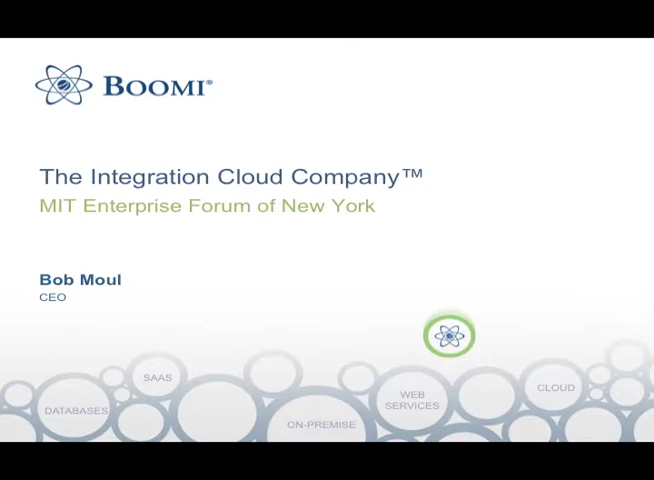 BOOMI®
The Integration Cloud Company™
MIT Enterprise Forum of New York
Bob Moul
CEO
SAAS
DATABASES
ON-PREMISE
WEB
SERVICES
CLOUD